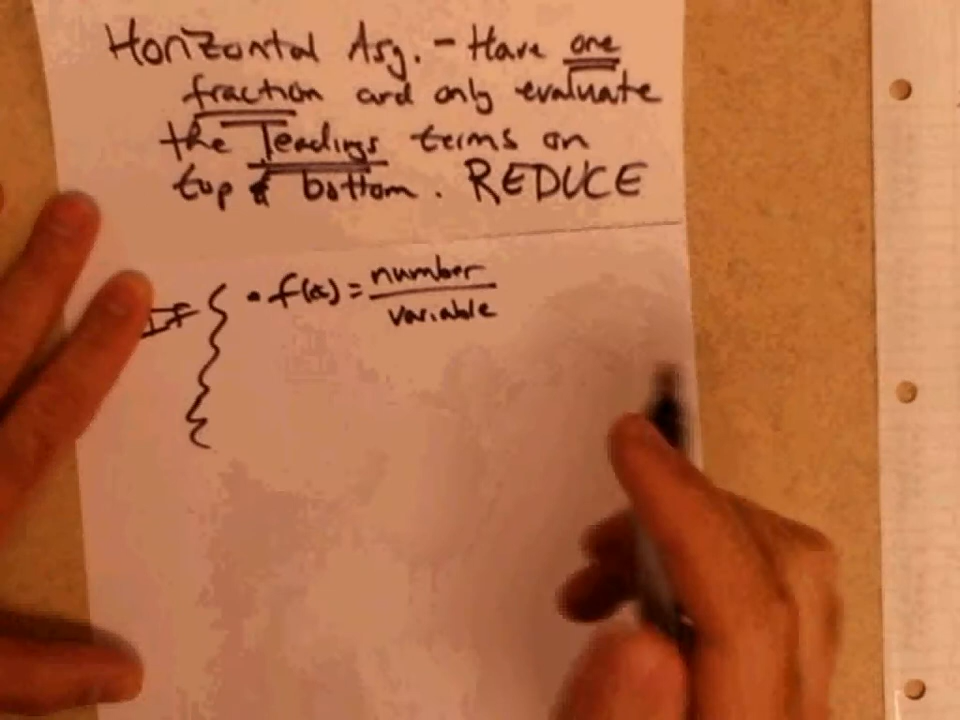 Horizontal Asy. - Have one
fraction and only evaluate
the leadings terms on
top & bottom. REDUCE
IF { • f(x) = number
variable